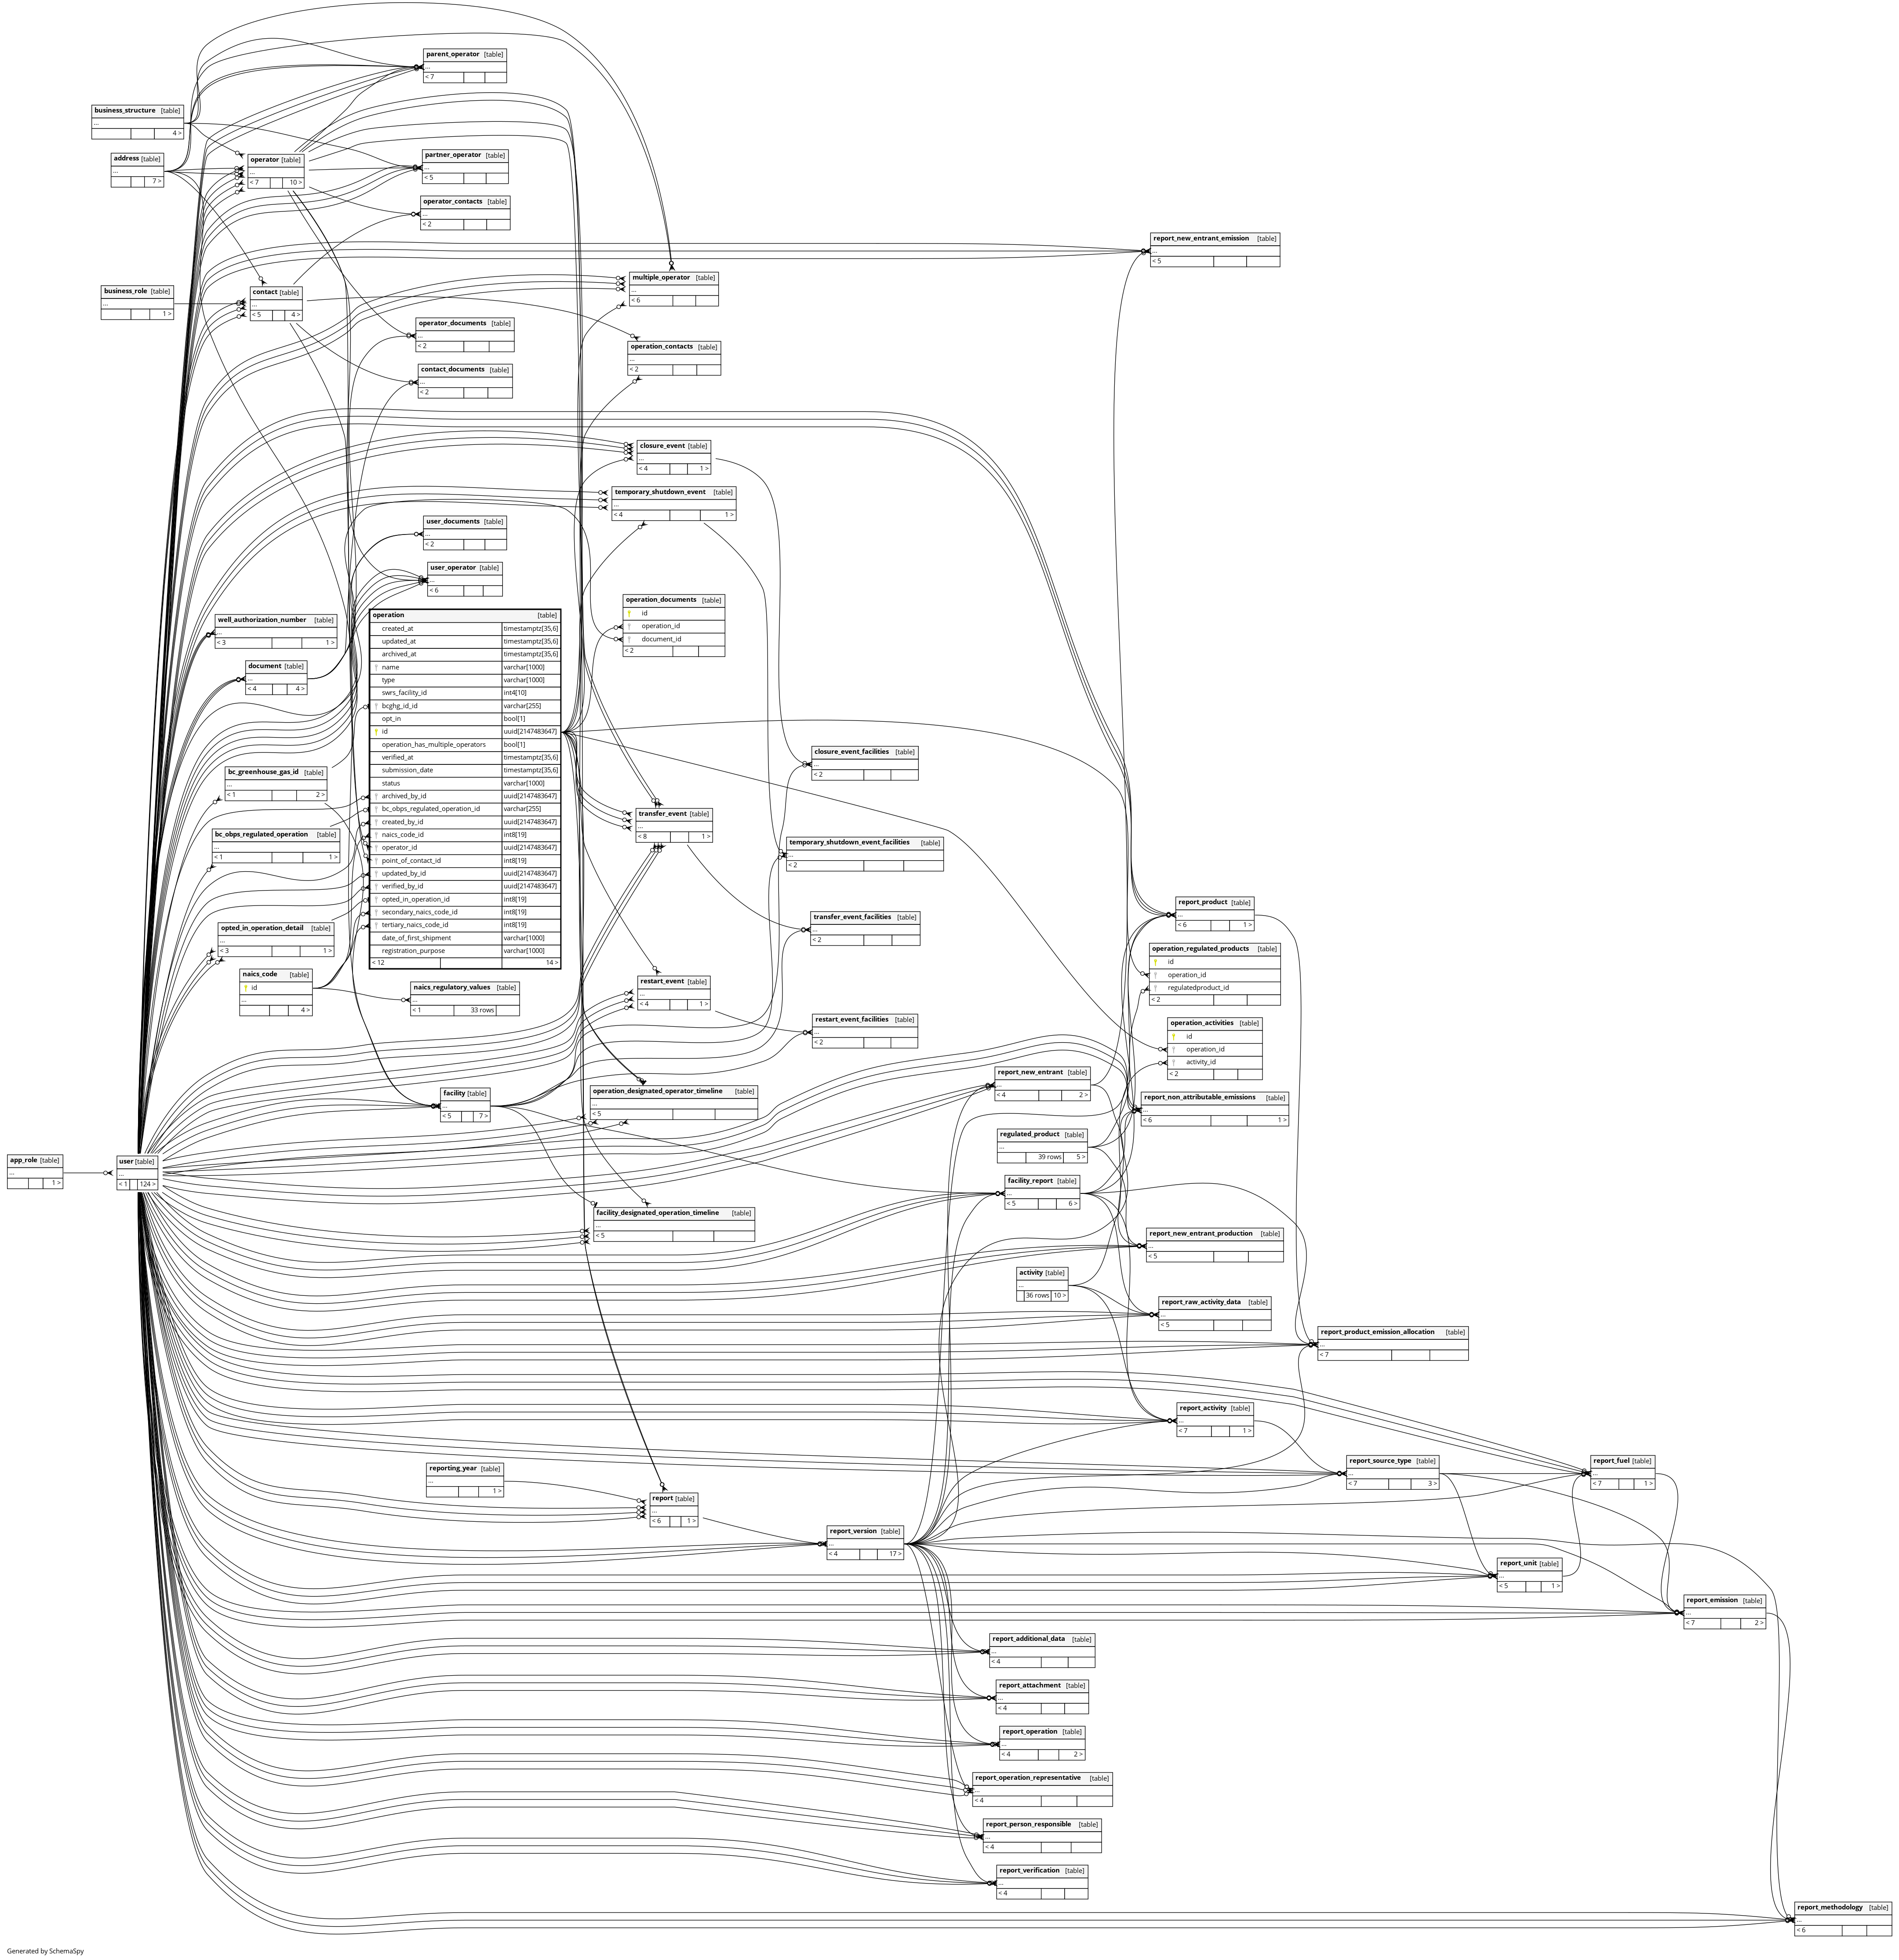 parent_operator [table]
...
< 7
business_structure [table]
...
4 >
address [table]
...
7 >
operator [table]
...
< 7 10 >
partner_operator [table]
...
< 5
operator_contacts [table]
...
< 2
report_new_entrant_emission [table]
...
< 5
multiple_operator [table]
...
< 6
business_role [table]
...
1 >
contact [table]
...
< 5 4 >
operator_documents [table]
...
< 2
operation_contacts [table]
...
< 2
contact_documents [table]
...
< 2
closure_event [table]
...
< 4 1 >
temporary_shutdown_event [table]
...
< 4 1 >
user_documents [table]
...
< 2
user_operator [table]
...
< 6
operation_documents [table]
id
operation_id
document_id
< 2
well_authorization_number [table]
...
< 3 1 >
document [table]
...
< 4 4 >
operation [table]
created_at timestamptz[35,6]
updated_at timestamptz[35,6]
archived_at timestamptz[35,6]
name varchar[1000]
type varchar[1000]
swrs_facility_id int4[10]
bcghg_id_id varchar[255]
opt_in bool[1]
id uuid[2147483647]
operation_has_multiple_operators bool[1]
verified_at timestamptz[35,6]
submission_date timestamptz[35,6]
status varchar[1000]
archived_by_id uuid[2147483647]
bc_obps_regulated_operation_id varchar[255]
created_by_id uuid[2147483647]
naics_code_id int8[19]
operator_id uuid[2147483647]
point_of_contact_id int8[19]
updated_by_id uuid[2147483647]
verified_by_id uuid[2147483647]
opted_in_operation_id int8[19]
secondary_naics_code_id int8[19]
tertiary_naics_code_id int8[19]
date_of_first_shipment varchar[1000]
registration_purpose varchar[1000]
< 12 14 >
closure_event_facilities [table]
...
< 2
bc_greenhouse_gas_id [table]
...
< 1 2 >
transfer_event [table]
...
< 8 1 >
bc_obps_regulated_operation [table]
...
< 1 1 >
temporary_shutdown_event_facilities [table]
...
< 2
report_product [table]
...
< 6 1 >
transfer_event_facilities [table]
...
< 2
opted_in_operation_detail [table]
...
< 3 1 >
operation_regulated_products [table]
id
operation_id
regulatedproduct_id
< 2
naics_code [table]
id
...
4 >
naics_regulatory_values [table]
...
< 1 33 rows
restart_event [table]
...
< 4 1 >
restart_event_facilities [table]
...
< 2
operation_activities [table]
id
operation_id
activity_id
< 2
report_new_entrant [table]
...
< 4 2 >
facility [table]
...
< 5 7 >
operation_designated_operator_timeline [table]
...
< 5
report_non_attributable_emissions [table]
...
< 6 1 >
regulated_product [table]
...
39 rows 5 >
app_role [table]
...
1 >
user [table]
...
< 1 124 >
facility_report [table]
...
< 5 6 >
facility_designated_operation_timeline [table]
...
< 5
report_new_entrant_production [table]
...
< 5
activity [table]
...
36 rows 10 >
report_raw_activity_data [table]
...
< 5
report_product_emission_allocation [table]
...
< 7
report_activity [table]
...
< 7 1 >
reporting_year [table]
...
1 >
report_source_type [table]
...
< 7 3 >
report_fuel [table]
...
< 7 1 >
report [table]
...
< 6 1 >
report_version [table]
...
< 4 17 >
report_unit [table]
...
< 5 1 >
report_emission [table]
...
< 7 2 >
report_additional_data [table]
...
< 4
report_attachment [table]
...
< 4
report_operation [table]
...
< 4 2 >
report_operation_representative [table]
...
< 4
report_person_responsible [table]
...
< 4
report_verification [table]
...
< 4
report_methodology [table]
...
< 6
Generated by SchemaSpy